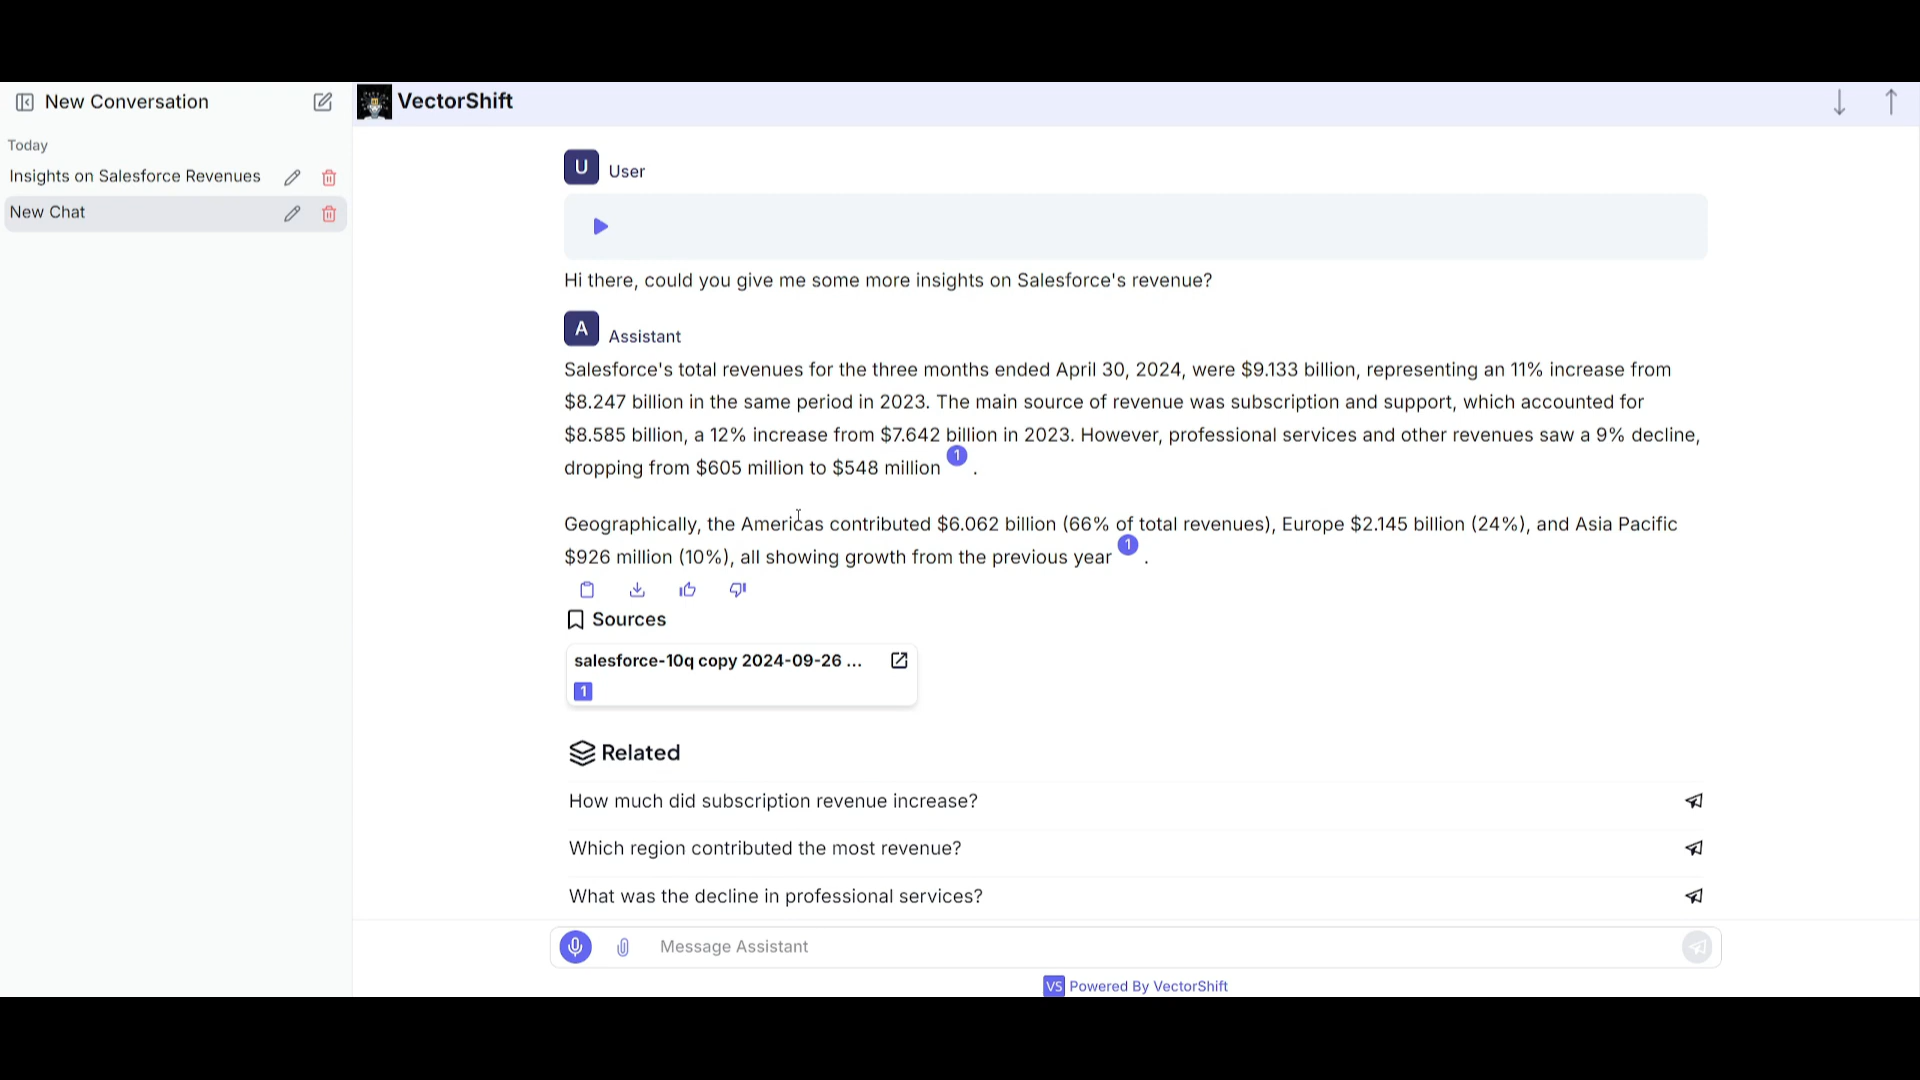 New Conversation
Today
Insights on Salesforce Revenues
New Chat
VectorShift
U User
Hi there, could you give me some more insights on Salesforce's revenue?
A Assistant
Salesforce's total revenues for the three months ended April 30, 2024, were $9.133 billion, representing an 11% increase from
$8.247 billion in the same period in 2023. The main source of revenue was subscription and support, which accounted for
$8.585 billion, a 12% increase from $7.642 billion in 2023. However, professional services and other revenues saw a 9% decline,
dropping from $605 million to $548 million 1 .
Geographically, the Americas contributed $6.062 billion (66% of total revenues), Europe $2.145 billion (24%), and Asia Pacific
$926 million (10%), all showing growth from the previous year 1 .
Sources
salesforce-10q copy 2024-09-26 ...
1
Related
How much did subscription revenue increase?
Which region contributed the most revenue?
What was the decline in professional services?
Message Assistant
VS Powered By VectorShift